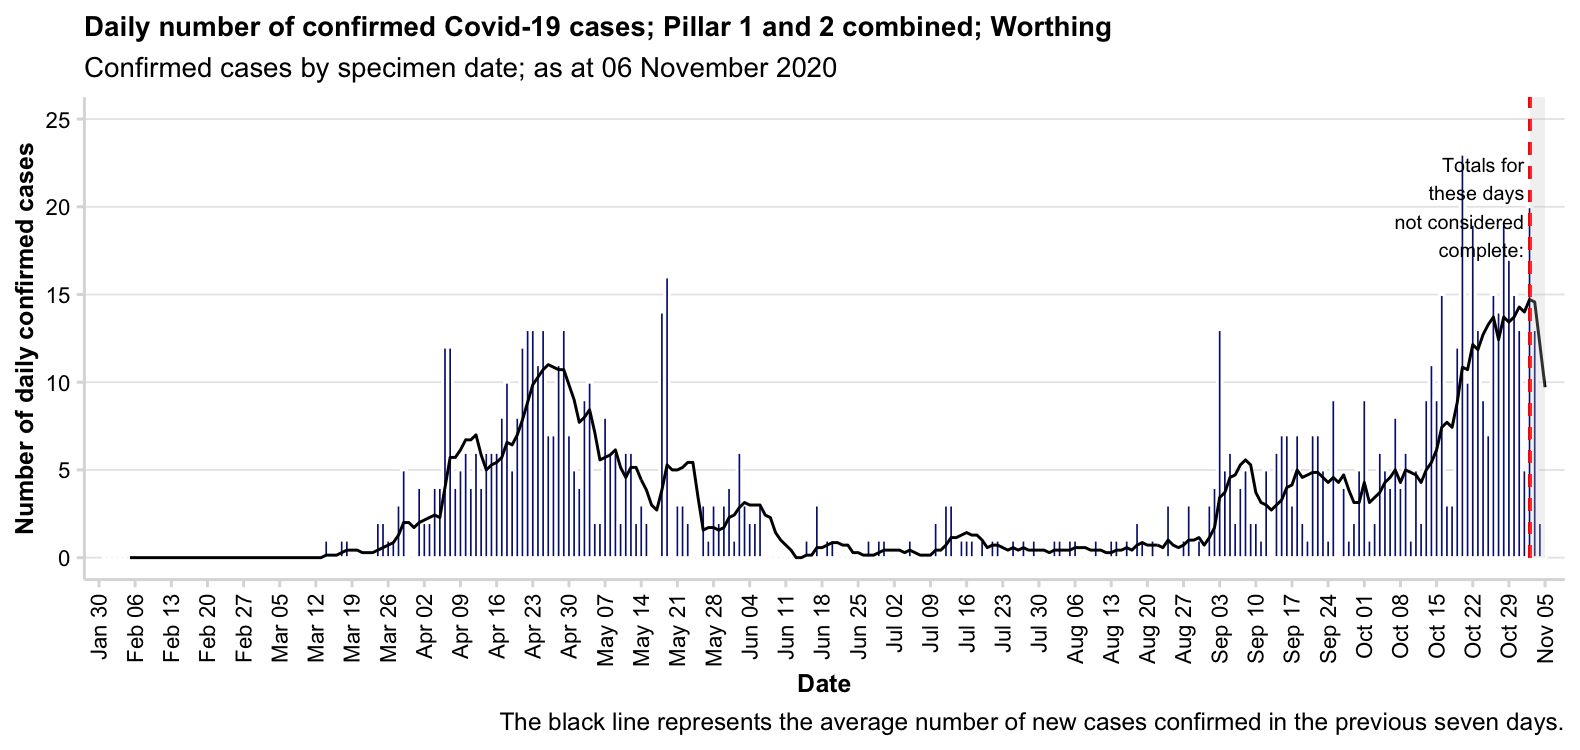 Daily number of confirmed Covid-19 cases; Pillar 1 and 2 combined; Worthing
Confirmed cases by specimen date; as at 06 November 2020
Number of daily confirmed cases
25
20
15
10
5
0
Totals for
these days
not considered
complete:
Jan 30
Feb 06
Feb 13
Feb 20
Feb 27
Mar 05
Mar 12
Mar 19
Mar 26
Apr 02
Apr 09
Apr 16
Apr 23
Apr 30
May 07
May 14
May 21
May 28
Jun 04
Jun 11
Jun 18
Jun 25
Jul 02
Jul 09
Jul 16
Jul 23
Jul 30
Aug 06
Aug 13
Aug 20
Aug 27
Sep 03
Sep 10
Sep 17
Sep 24
Oct 01
Oct 08
Oct 15
Oct 22
Oct 29
Nov 05
Date
The black line represents the average number of new cases confirmed in the previous seven days.